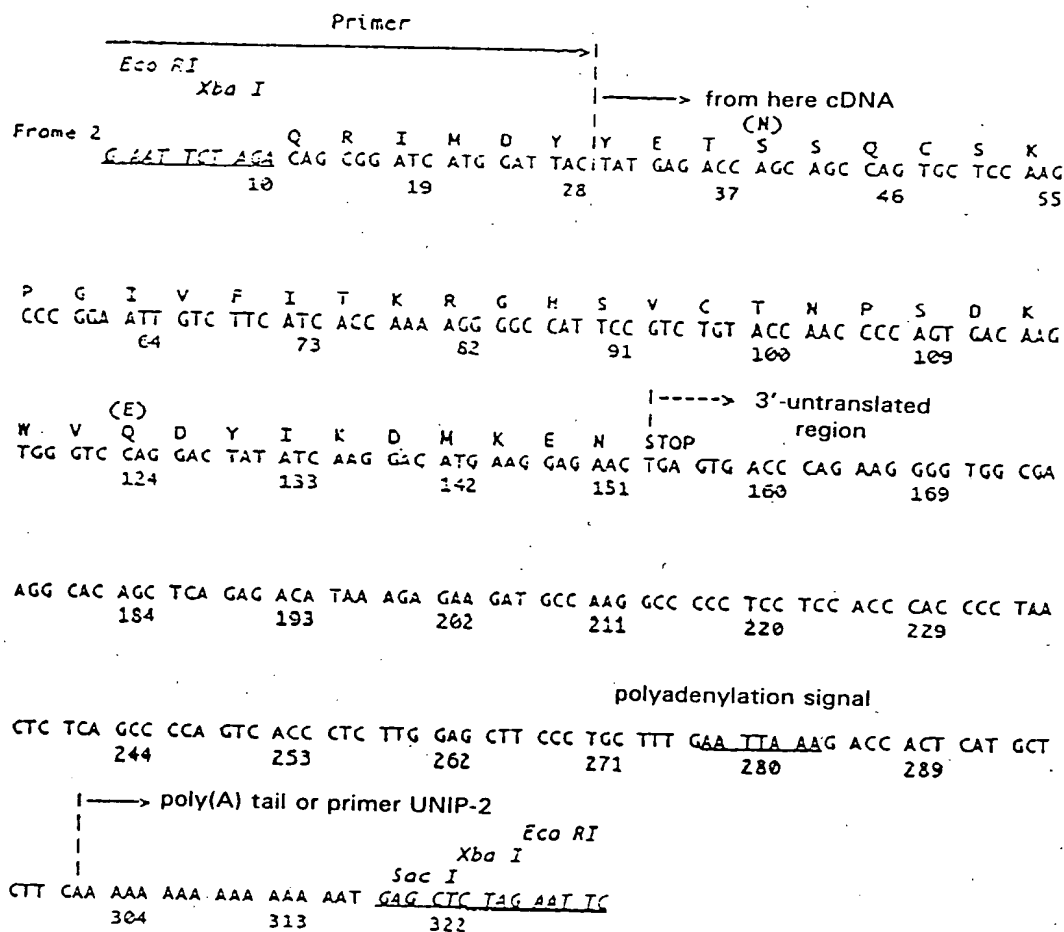 Primer
Eco RI
Xba I
from here cDNA
(N)
Frame 2 Q R I M D Y Y E T S S Q C S K
G AAT TCT AGA CAG CGG ATC ATG GAT TAC TAT GAG ACC AGC AGC CAG TGC TCC AAG
10 19 28 37 46 55
P G I V F I T K R G H S V C T N P S D K
CCC GGA ATT GTC TTC ATC ACC AAA AGG GGC CAT TCC GTC TGT ACC AAC CCC AGT GAC AAG
64 73 82 91 100 109
(E) 3'-untranslated
region
W V Q D Y I K D M K E N STOP
TGG GTC CAG GAC TAT ATC AAG GAC ATG AAG GAG AAC TGA GTG ACC CAG AAG GGG TGG CGA
124 133 142 151 160 169
AGG CAC AGC TCA GAG ACA TAA AGA GAA GAT GCC AAG GCC CCC TCC TCC ACC CAC CCC TAA
184 193 202 211 220 229
polyadenylation signal
CTC TCA GCC CCA GTC ACC CTC TTG GAG CTT CCC TGC TTT GAA TTA AAG ACC ACT CAT GCT
244 253 262 271 280 289
poly(A) tail or primer UNIP-2
Eco RI
Xba I
Sac I
CTT CAA AAA AAA AAA AAA AAT GAG CTC TAG AAT TC
304 313 322